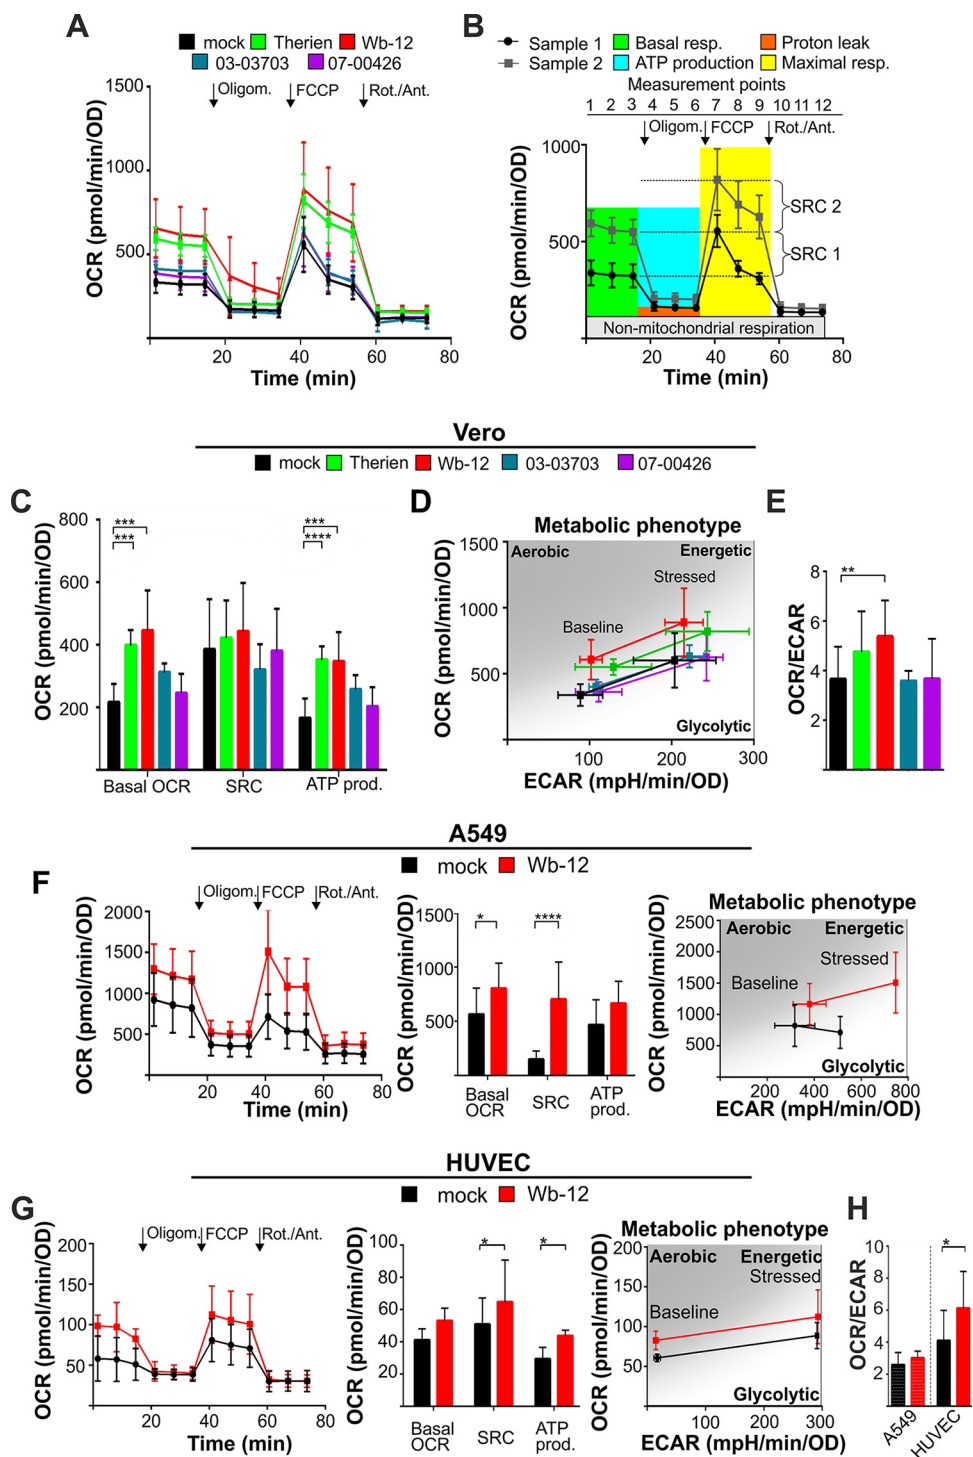 A
mock Therien Wb-12
03-03703 07-00426
Oligom. FCCP Rot./Ant.
OCR (pmol/min/OD)
1500
1000
500
0 20 40 60 80
Time (min)
B
Sample 1 Basal resp. Proton leak
Sample 2 ATP production Maximal resp.
Measurement points
1 2 3 4 5 6 7 8 9 10 11 12
Oligom. FCCP Rot./Ant.
OCR (pmol/min/OD)
1000
500
SRC 2
SRC 1
Non-mitochondrial respiration
0 20 40 60 80
Time (min)
Vero
mock Therien Wb-12 03-03703 07-00426
C
OCR (pmol/min/OD)
800
600
400
200
***
***
***
****
Basal OCR SRC ATP prod.
D
Metabolic phenotype
OCR (pmol/min/OD)
1500
1000
500
0 100 200 300
Aerobic Energetic
Stressed
Baseline
Glycolytic
ECAR (mpH/min/OD)
E
OCR/ECAR
8
6
4
2
**
A549
mock Wb-12
F
Oligom. FCCP Rot./Ant.
OCR (pmol/min/OD)
2000
1500
1000
500
0 20 40 60 80
Time (min)
OCR (pmol/min/OD)
1500
1000
500
* ****
Basal OCR SRC ATP prod.
Metabolic phenotype
OCR (pmol/min/OD)
2500
2000
1500
1000
500
0 200 400 600 800
Aerobic Energetic
Stressed
Baseline
Glycolytic
ECAR (mpH/min/OD)
HUVEC
mock Wb-12
G
Oligom. FCCP Rot./Ant.
OCR (pmol/min/OD)
200
150
100
50
0 20 40 60 80
Time (min)
OCR (pmol/min/OD)
100
80
60
40
20
* *
Basal OCR SRC ATP prod.
Metabolic phenotype
OCR (pmol/min/OD)
200
150
100
50
0 100 200 300
Aerobic Energetic
Stressed
Baseline
Glycolytic
ECAR (mpH/min/OD)
H
OCR/ECAR
10
8
6
4
2
*
A549 HUVEC